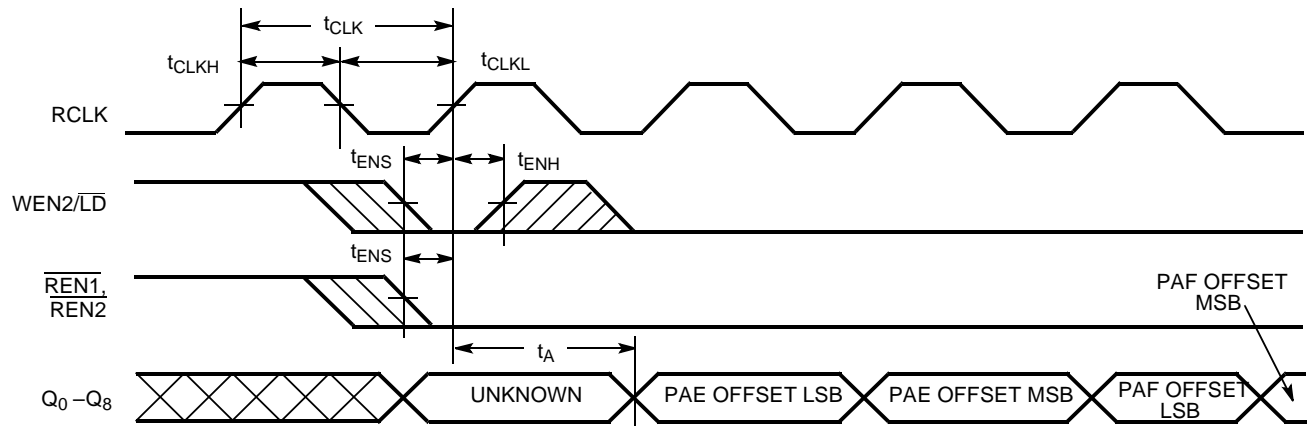 tCLK
tCLKH
tCLKL
RCLK
tENS
tENH
WEN2/LD
tENS
REN1,
REN2
PAF OFFSET
MSB
tA
Q0 –Q8
UNKNOWN
PAE OFFSET LSB
PAE OFFSET MSB
PAF OFFSET
LSB